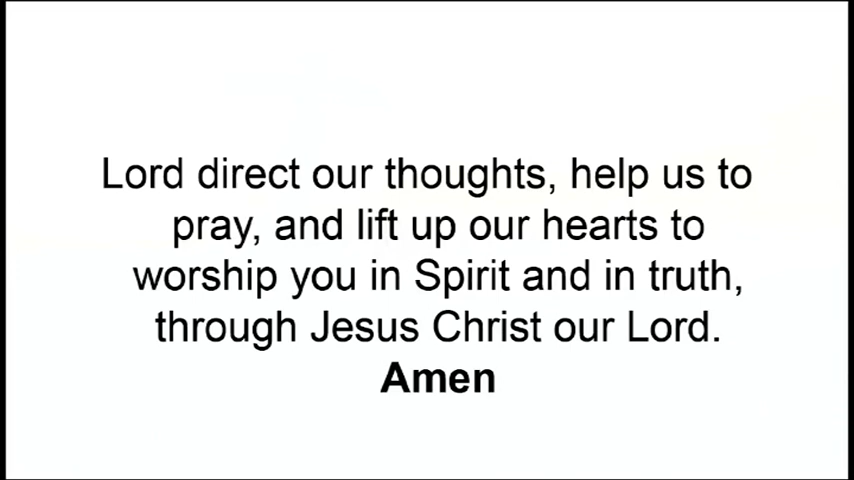 Lord direct our thoughts, help us to
pray, and lift up our hearts to
worship you in Spirit and in truth,
through Jesus Christ our Lord.
Amen